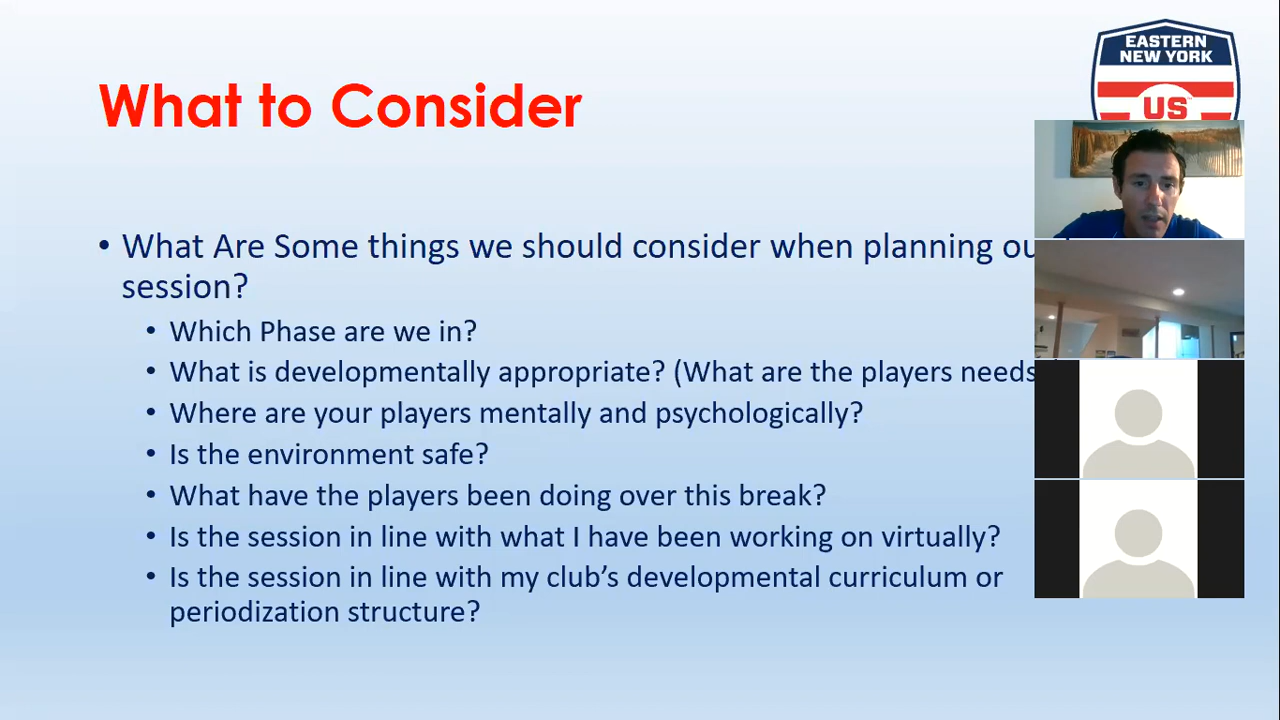 EASTERN
NEW YORK
US
What to Consider
• What Are Some things we should consider when planning
session?
• Which Phase are we in?
• What is developmentally appropriate? (What are the players needs
• Where are your players mentally and psychologically?
• Is the environment safe?
• What have the players been doing over this break?
• Is the session in line with what I have been working on virtually?
• Is the session in line with my club’s developmental curriculum or
periodization structure?